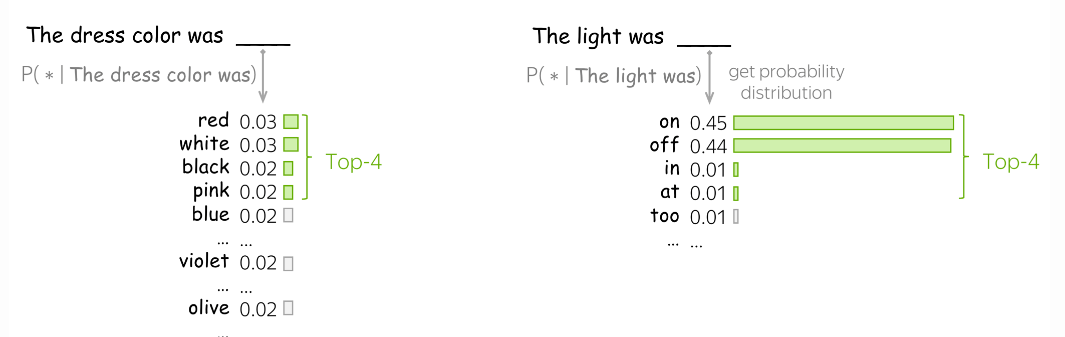 The dress color was _____
P( * | The dress color was)
red 0.03
white 0.03
black 0.02
pink 0.02
blue 0.02
... ...
violet 0.02
... ...
olive 0.02
...
Top-4
The light was _____
P( * | The light was)
get probability
distribution
on 0.45
off 0.44
in 0.01
at 0.01
too 0.01
... ...
Top-4